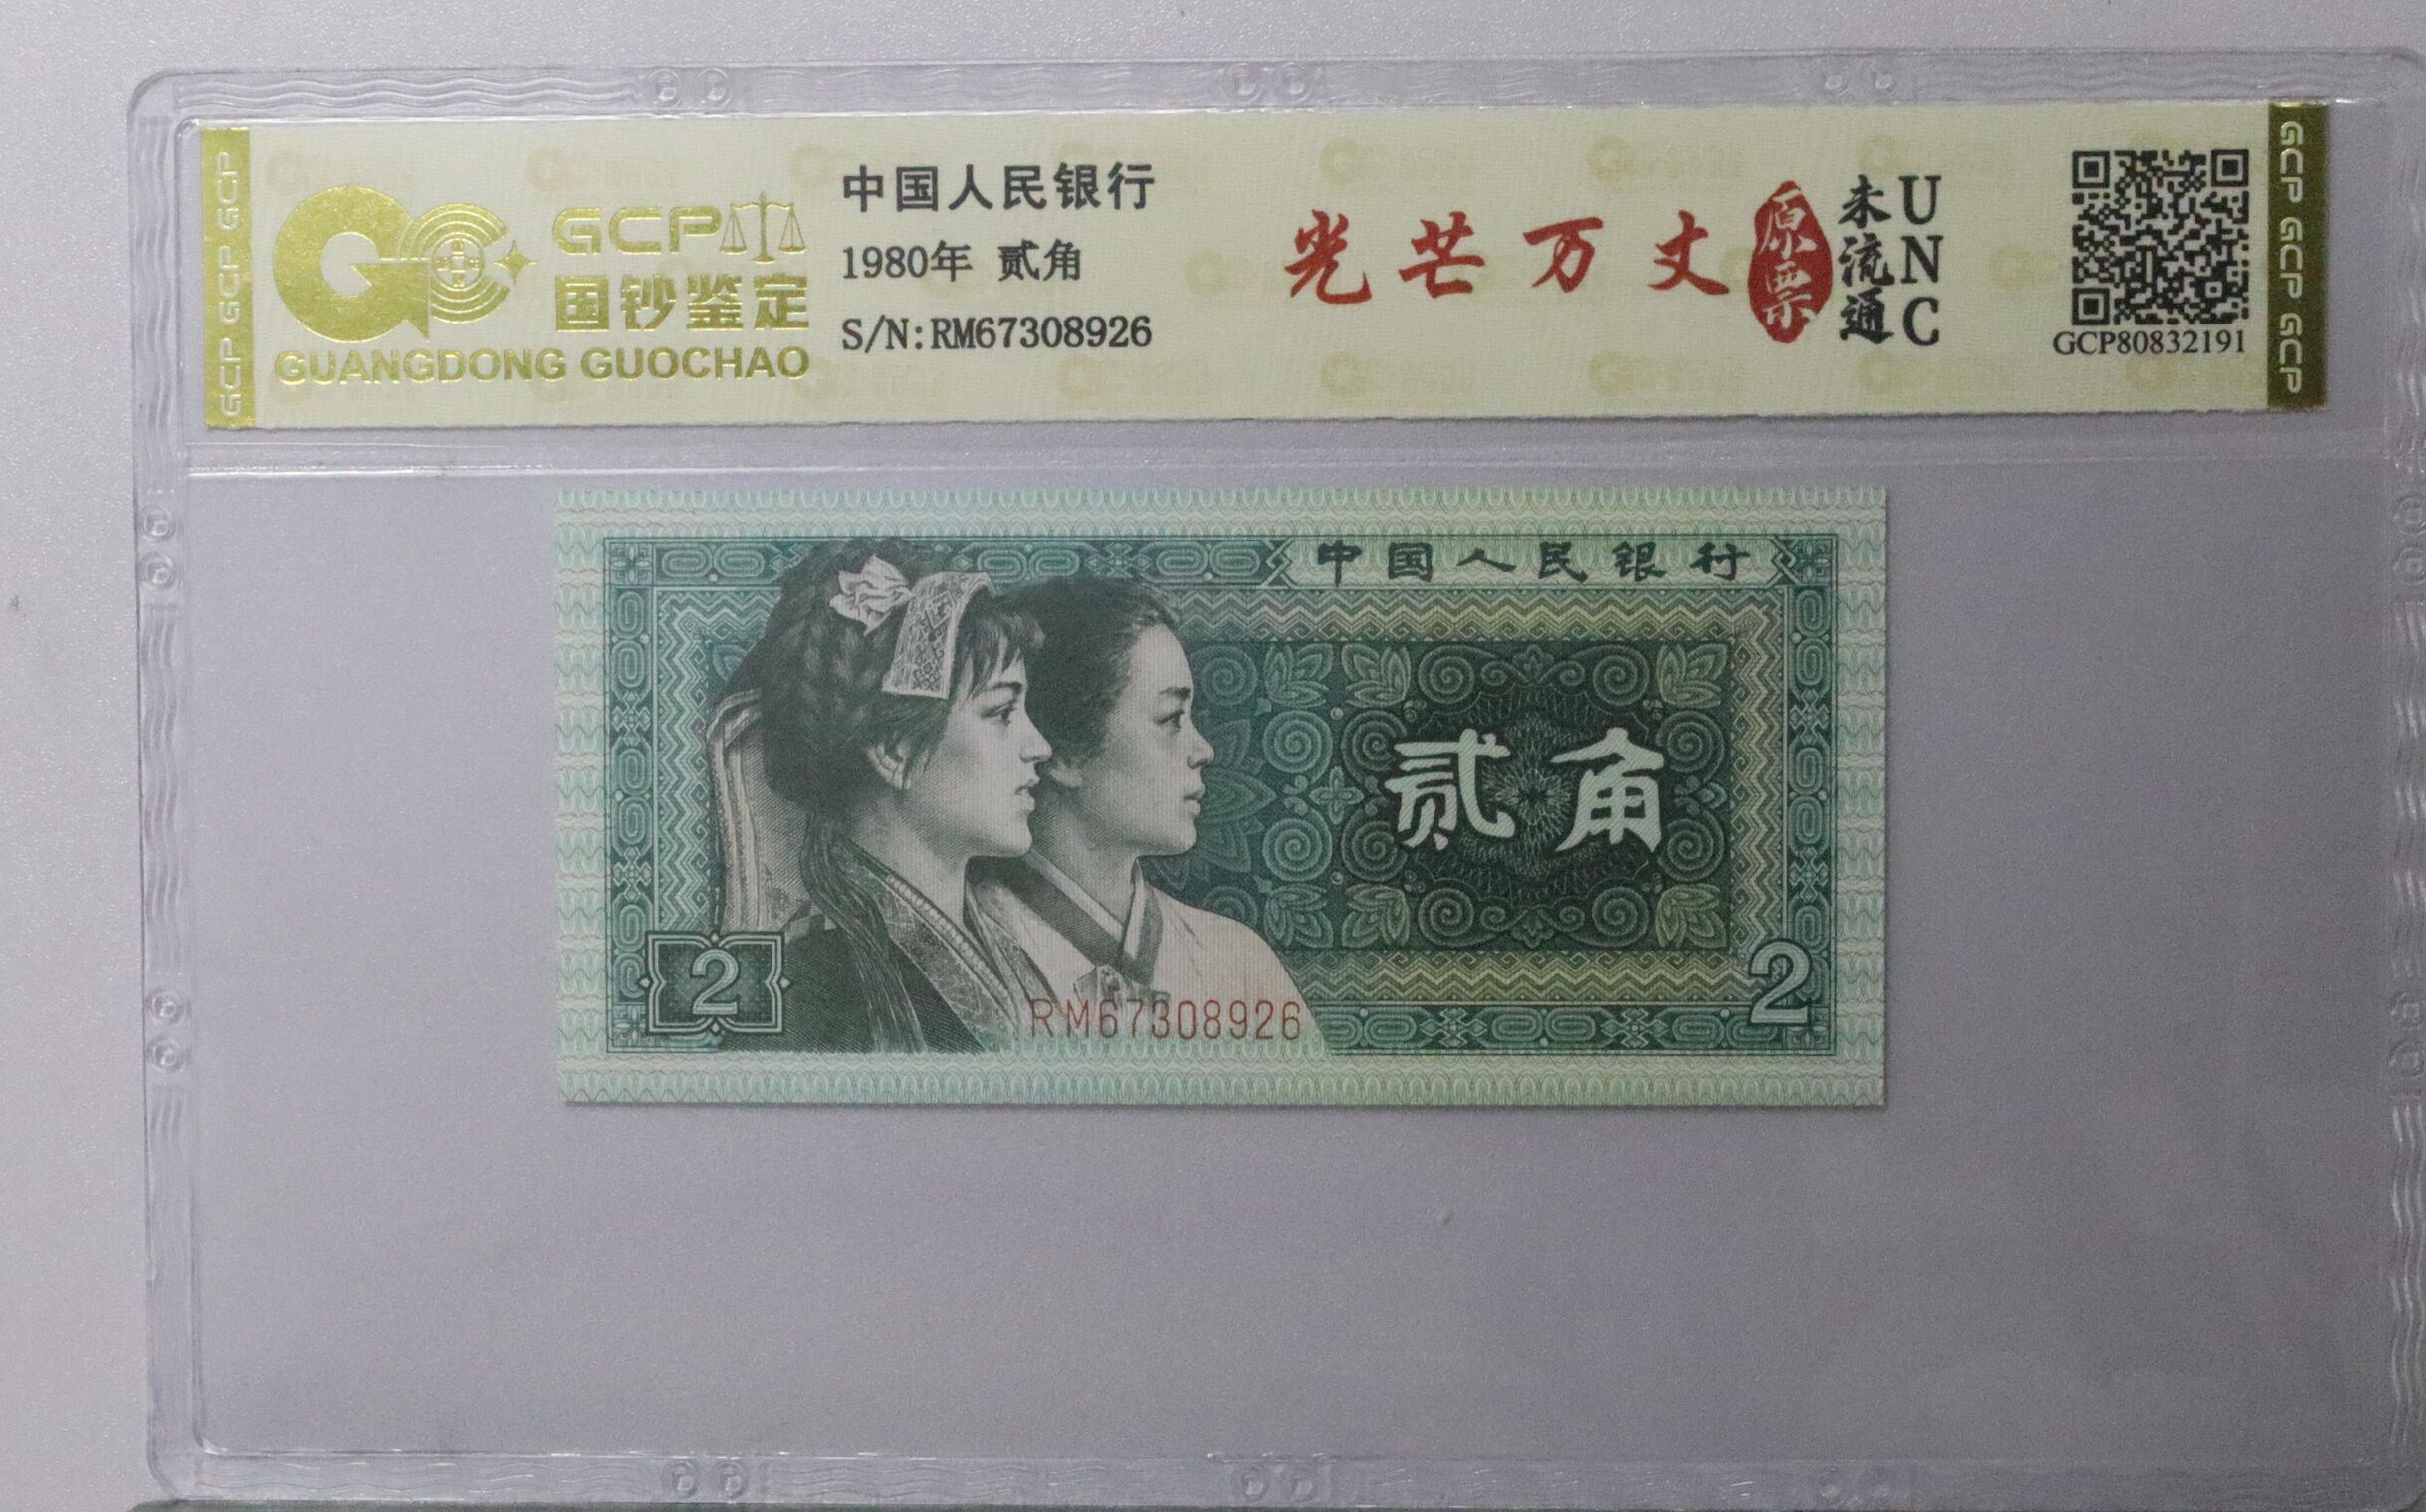 GCP GCP GCP GCP
GCP
国钞鉴定
GUANGDONG GUOCHAO
中国人民银行
1980年 贰角
S/N:RM67308926
光芒万丈
原票
未流通
UNC
GCP80832191
GCP GCP GCP GCP
中国人民银行
贰角
2
2
RM67308926